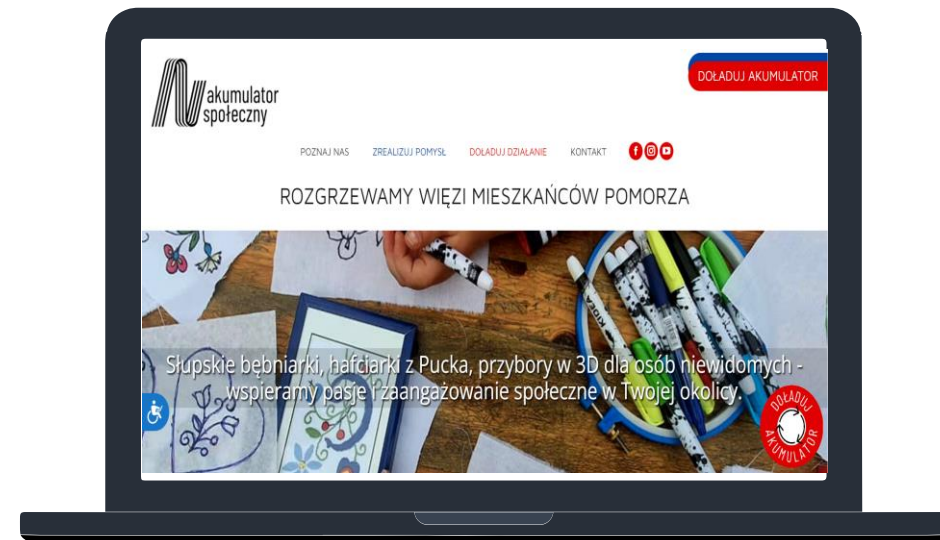 akumulator
społeczny
DOŁADUJ AKUMULATOR
POZNAJ NAS ZREALIZUJ POMYSŁ DOŁADUJ DZIAŁANIE KONTAKT
ROZGRZEWAMY WIĘZI MIESZKAŃCÓW POMORZA
Słupskie bębniarki, hafciarki z Pucka, przybory w 3D dla osób niewidomych -
wspieramy pasje i zaangażowanie społeczne w Twojej okolicy.
DOŁADUJ
AKUMULATOR